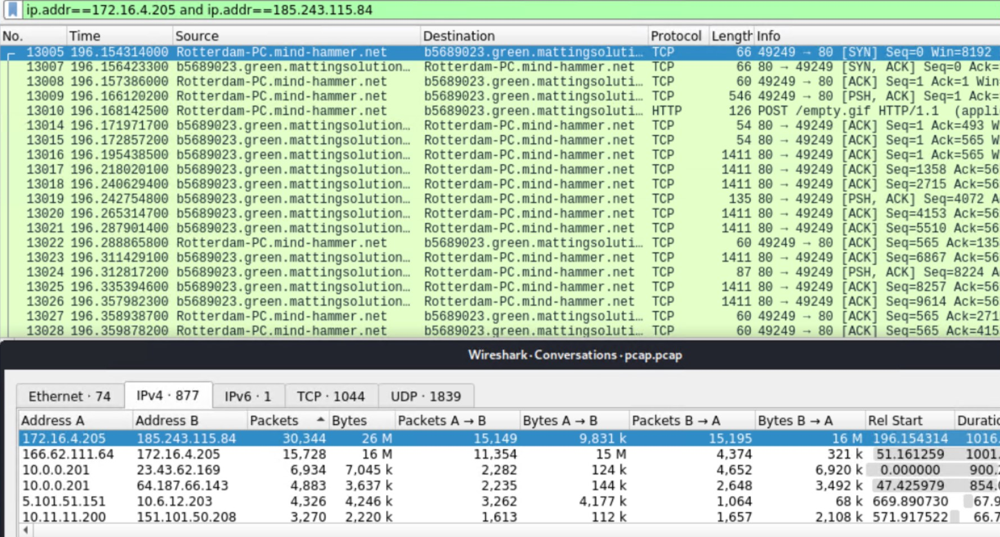 ip.addr==172.16.4.205 and ip.addr==185.243.115.84
No. Time Source Destination Protocol Length Info
13005 196.154314000 Rotterdam-PC.mind-hammer.net b5689023.green.mattingsoluti… TCP 66 49249 → 80 [SYN] Seq=0 Win=8192
13007 196.156423300 b5689023.green.mattingsolution… Rotterdam-PC.mind-hammer.net TCP 66 80 → 49249 [SYN, ACK] Seq=0 Ack=
13008 196.157386000 Rotterdam-PC.mind-hammer.net b5689023.green.mattingsoluti… TCP 60 49249 → 80 [ACK] Seq=1 Ack=1 Win
13009 196.166120200 Rotterdam-PC.mind-hammer.net b5689023.green.mattingsoluti… TCP 546 49249 → 80 [PSH, ACK] Seq=1 Ack=
13010 196.168142500 Rotterdam-PC.mind-hammer.net b5689023.green.mattingsoluti… HTTP 126 POST /empty.gif HTTP/1.1 (appli
13014 196.171971700 b5689023.green.mattingsolution… Rotterdam-PC.mind-hammer.net TCP 54 80 → 49249 [ACK] Seq=1 Ack=493 W
13015 196.172857200 b5689023.green.mattingsolution… Rotterdam-PC.mind-hammer.net TCP 54 80 → 49249 [ACK] Seq=1 Ack=565 W
13016 196.195438500 b5689023.green.mattingsolution… Rotterdam-PC.mind-hammer.net TCP 1411 80 → 49249 [ACK] Seq=1 Ack=565 W
13017 196.218020100 b5689023.green.mattingsolution… Rotterdam-PC.mind-hammer.net TCP 1411 80 → 49249 [ACK] Seq=1358 Ack=56
13018 196.240629400 b5689023.green.mattingsolution… Rotterdam-PC.mind-hammer.net TCP 1411 80 → 49249 [ACK] Seq=2715 Ack=56
13019 196.242754800 b5689023.green.mattingsolution… Rotterdam-PC.mind-hammer.net TCP 135 80 → 49249 [PSH, ACK] Seq=4072 A
13020 196.265314700 b5689023.green.mattingsolution… Rotterdam-PC.mind-hammer.net TCP 1411 80 → 49249 [ACK] Seq=4153 Ack=56
13021 196.287901400 b5689023.green.mattingsolution… Rotterdam-PC.mind-hammer.net TCP 1411 80 → 49249 [ACK] Seq=5510 Ack=56
13022 196.288865800 Rotterdam-PC.mind-hammer.net b5689023.green.mattingsoluti… TCP 60 49249 → 80 [ACK] Seq=565 Ack=135
13023 196.311429100 b5689023.green.mattingsolution… Rotterdam-PC.mind-hammer.net TCP 1411 80 → 49249 [ACK] Seq=6867 Ack=56
13024 196.312817200 b5689023.green.mattingsolution… Rotterdam-PC.mind-hammer.net TCP 87 80 → 49249 [PSH, ACK] Seq=8224 A
13025 196.335394600 b5689023.green.mattingsolution… Rotterdam-PC.mind-hammer.net TCP 1411 80 → 49249 [ACK] Seq=8257 Ack=56
13026 196.357982300 b5689023.green.mattingsolution… Rotterdam-PC.mind-hammer.net TCP 1411 80 → 49249 [ACK] Seq=9614 Ack=56
13027 196.358938700 Rotterdam-PC.mind-hammer.net b5689023.green.mattingsoluti… TCP 60 49249 → 80 [ACK] Seq=565 Ack=271
13028 196.359878200 Rotterdam-PC.mind-hammer.net b5689023.green.mattingsoluti… TCP 60 49249 → 80 [ACK] Seq=565 Ack=415
Wireshark · Conversations · pcap.pcap
Ethernet · 74 IPv4 · 877 IPv6 · 1 TCP · 1044 UDP · 1839
Address A Address B Packets Bytes Packets A → B Bytes A → B Packets B → A Bytes B → A Rel Start Duratio
172.16.4.205 185.243.115.84 30,344 26 M 15,149 9,831 k 15,195 16 M 196.154314 1016.
166.62.111.64 172.16.4.205 15,728 16 M 11,354 15 M 4,374 321 k 51.161259 1001.
10.0.0.201 23.43.62.169 6,934 7,045 k 2,282 124 k 4,652 6,920 k 0.000000 900.
10.0.0.201 64.187.66.143 4,883 3,637 k 2,235 144 k 2,648 3,492 k 47.425979 854.
5.101.51.151 10.6.12.203 4,326 4,246 k 3,262 4,177 k 1,064 68 k 669.890730 67.9
10.11.11.200 151.101.50.208 3,270 2,220 k 1,613 112 k 1,657 2,108 k 571.917522 66.7